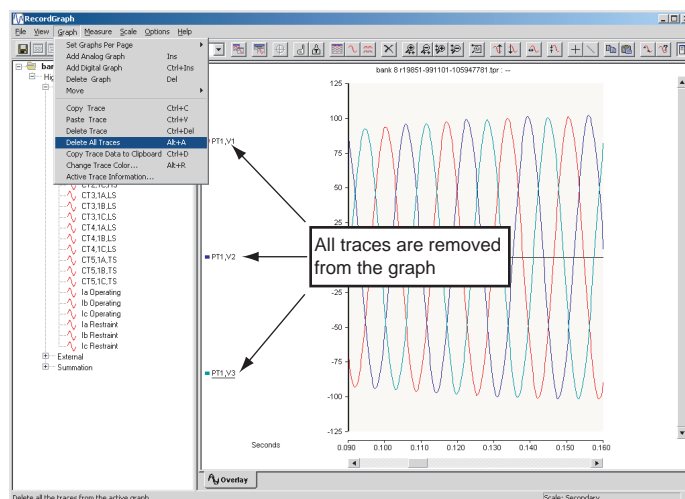 RecordGraph
File View Graph Measure Scale Options Help
Set Graphs Per Page
Add Analog Graph Ins
Add Digital Graph Ctrl+Ins
Delete Graph Del
Move
Copy Trace Ctrl+C
Paste Trace Ctrl+V
Delete Trace Ctrl+Del
Delete All Traces Alt+A
Copy Trace Data to Clipboard Ctrl+D
Change Trace Color... Alt+R
Active Trace Information...
CT3,1A,LS
CT3,1B,LS
CT3,1C,LS
CT4,1A,LS
CT4,1B,LS
CT4,1C,LS
CT5,1A,TS
CT5,1B,TS
CT5,1C,TS
Ia Operating
Ib Operating
Ic Operating
Ia Restraint
Ib Restraint
Ic Restraint
External
Summation
bank 8 r19851-991101-105947781.tpr : --
PT1,V1
PT1,V2
PT1,V3
All traces are removed
from the graph
125
100
75
50
25
-25
-50
-75
-100
-125
Seconds
0.090 0.100 0.110 0.120 0.130 0.140 0.150 0.160
Overlay
Delete all the traces from the active graph
Scale: Secondary